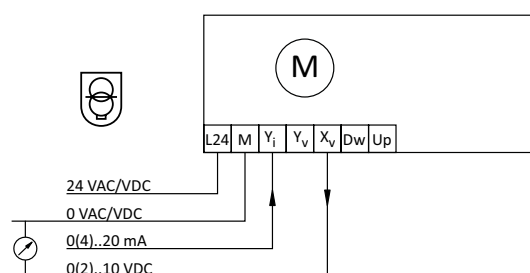 M
L24 M Yi Yv Xv Dw Up
24 VAC/VDC
0 VAC/VDC
0(4)..20 mA
0(2)..10 VDC